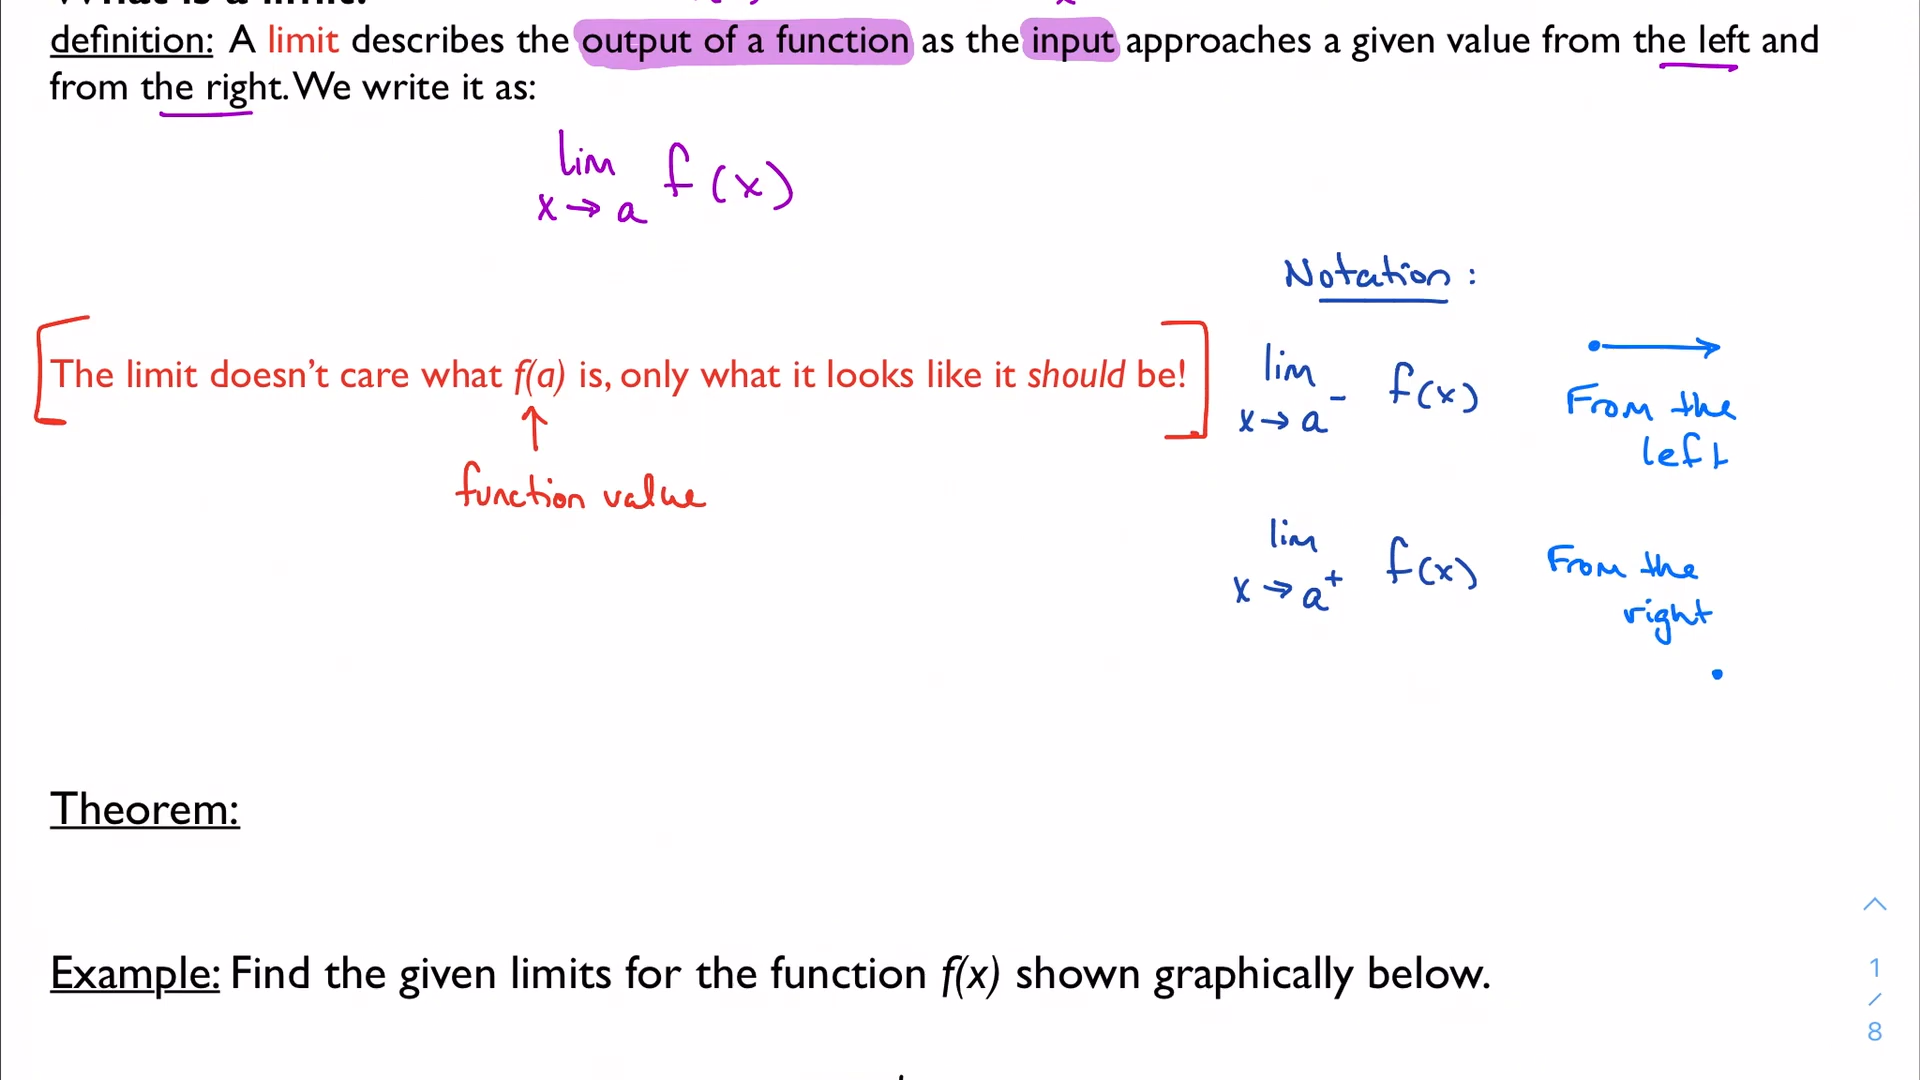 What is a limit?
definition: A limit describes the output of a function as the input approaches a given value from the left and
from the right. We write it as:
lim f(x)
x→a
Notation:
The limit doesn't care what f(a) is, only what it looks like it should be!
function value
lim f(x)
x→a⁻
From the
left
lim f(x)
x→a⁺
From the
right
Theorem:
Example: Find the given limits for the function f(x) shown graphically below.
1
/
8